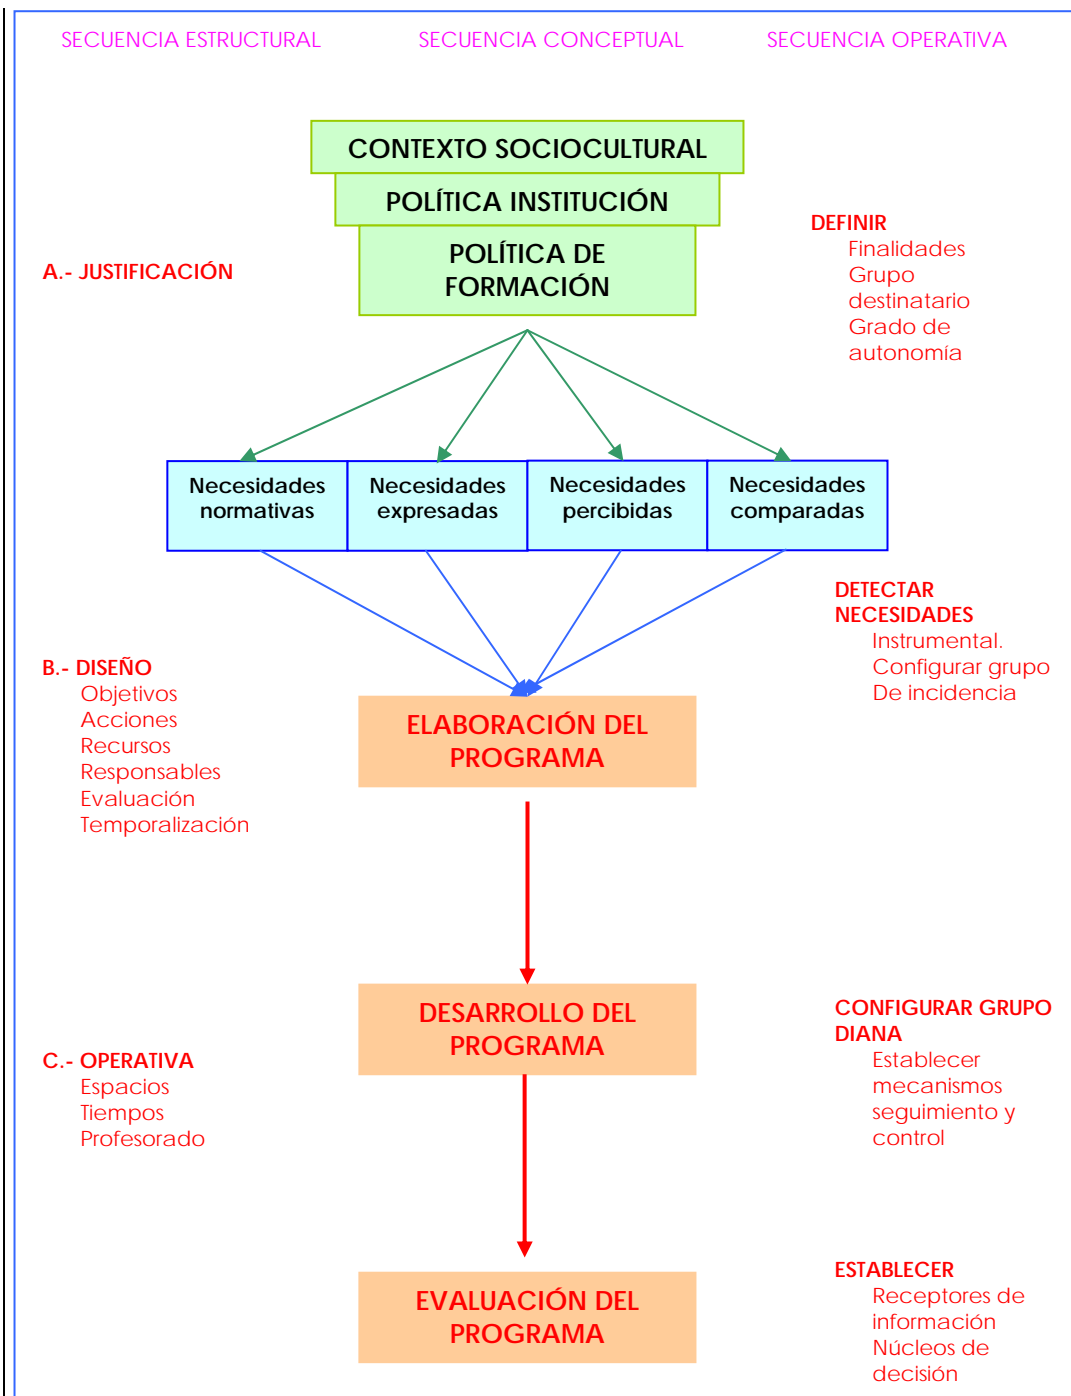 SECUENCIA ESTRUCTURAL
SECUENCIA CONCEPTUAL
SECUENCIA OPERATIVA
CONTEXTO SOCIOCULTURAL
POLÍTICA INSTITUCIÓN
POLÍTICA DE
FORMACIÓN
A.- JUSTIFICACIÓN
DEFINIR
Finalidades
Grupo
destinatario
Grado de
autonomía
Necesidades
normativas
Necesidades
expresadas
Necesidades
percibidas
Necesidades
comparadas
DETECTAR
NECESIDADES
Instrumental.
Configurar grupo
De incidencia
B.- DISEÑO
Objetivos
Acciones
Recursos
Responsables
Evaluación
Temporalización
ELABORACIÓN DEL
PROGRAMA
DESARROLLO DEL
PROGRAMA
CONFIGURAR GRUPO
DIANA
Establecer
mecanismos
seguimiento y
control
C.- OPERATIVA
Espacios
Tiempos
Profesorado
EVALUACIÓN DEL
PROGRAMA
ESTABLECER
Receptores de
información
Núcleos de
decisión